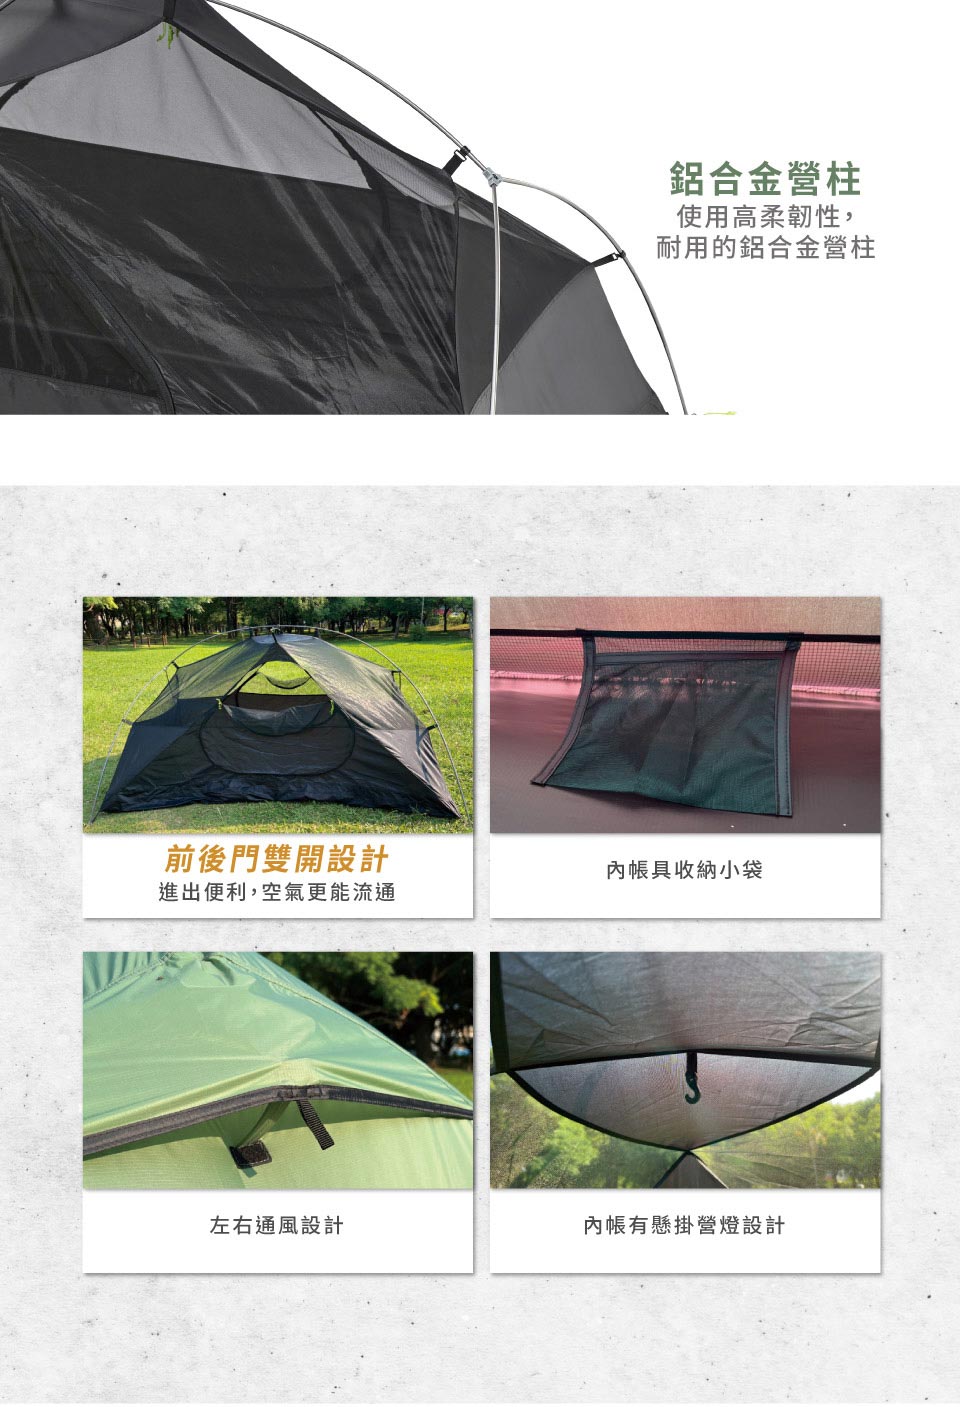 鋁合金營柱
使用高柔韌性，
耐用的鋁合金營柱
前後門雙開設計
進出便利，空氣更能流通
內帳具收納小袋
左右通風設計
內帳有懸掛營燈設計